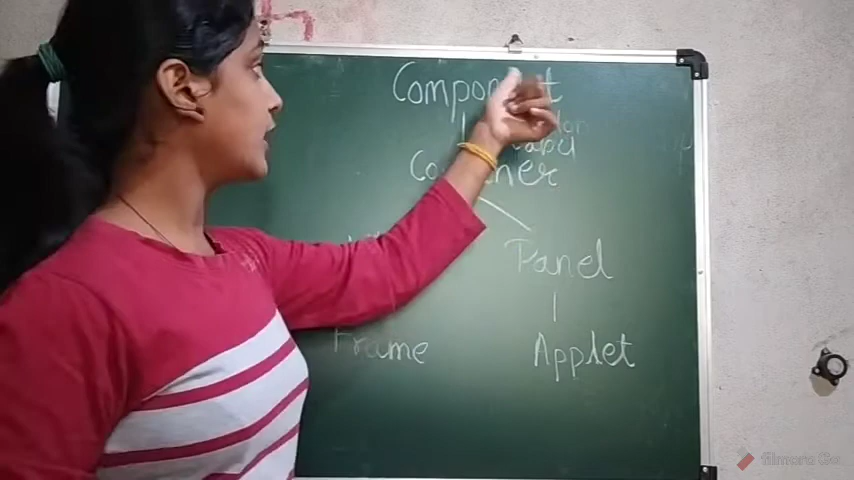 Component
Label
Container
Panel
Frame
Applet
filmora Go